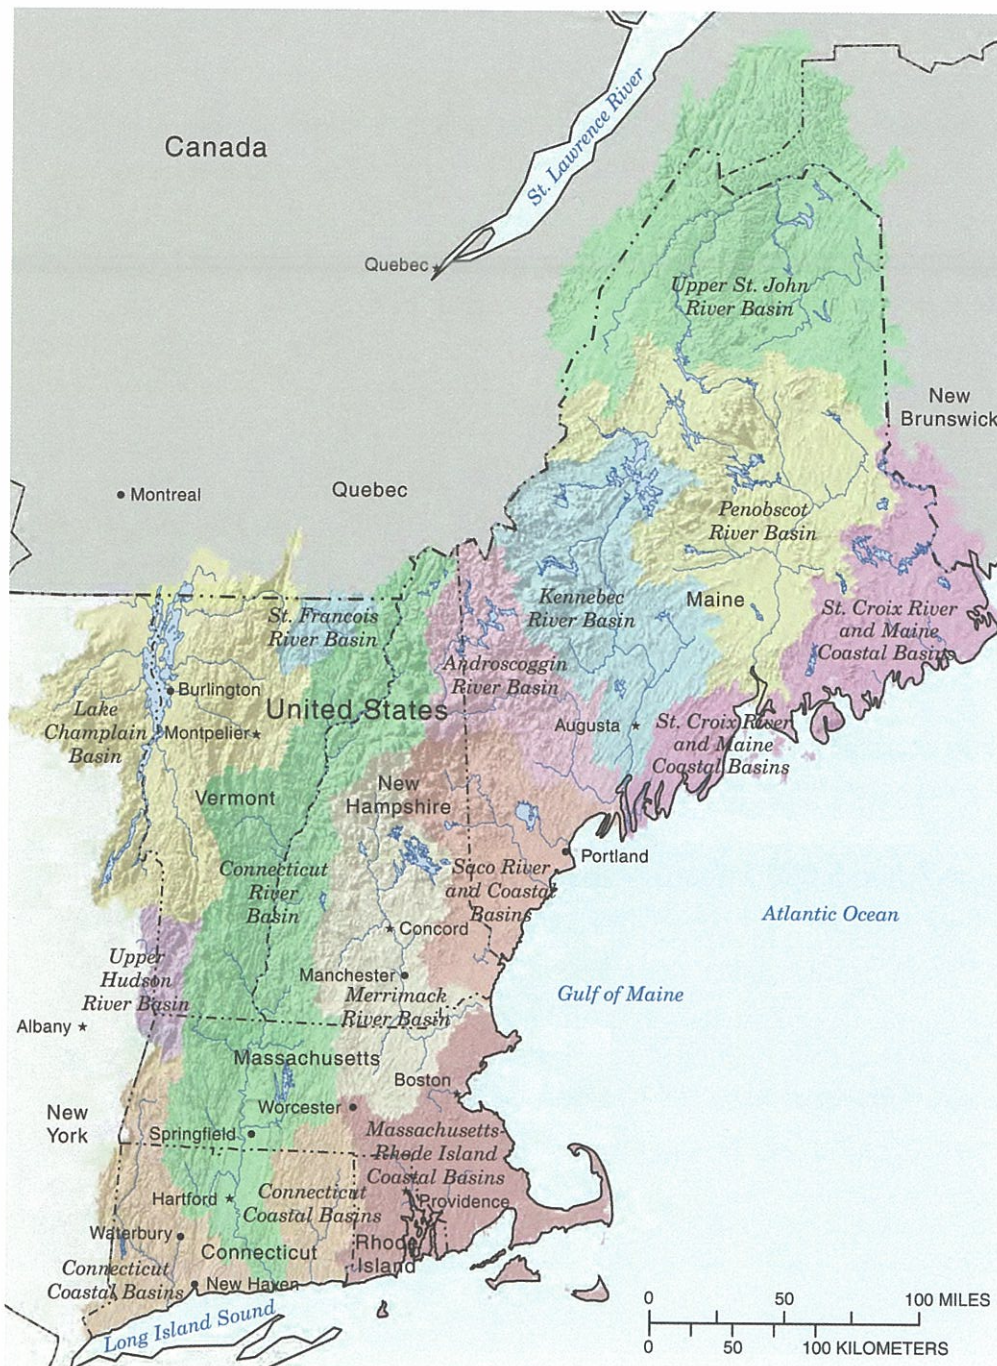 Canada
St. Lawrence River
Quebec
Upper St. John
River Basin
New
Brunswick
Montreal
Quebec
Penobscot
River Basin
St. Francois
River Basin
Kennebec
River Basin
Maine
St. Croix River
and Maine
Coastal Basins
Androscoggin
River Basin
Burlington
United States
Lake
Champlain
Basin
Montpelier
Augusta
St. Croix River
and Maine
Coastal Basins
Vermont
New
Hampshire
Connecticut
River
Basin
Saco River
and Coastal
Basins
Portland
Atlantic Ocean
Concord
Upper
Hudson
River Basin
Manchester
Merrimack
River Basin
Gulf of Maine
Albany
Massachusetts
Boston
New
York
Worcester
Springfield
Massachusetts-
Rhode Island
Coastal Basins
Hartford
Connecticut
Coastal Basins
Providence
Waterbury
Connecticut
Rhode
Island
Connecticut
Coastal Basins
New Haven
Long Island Sound
0 50 100 MILES
0 50 100 KILOMETERS